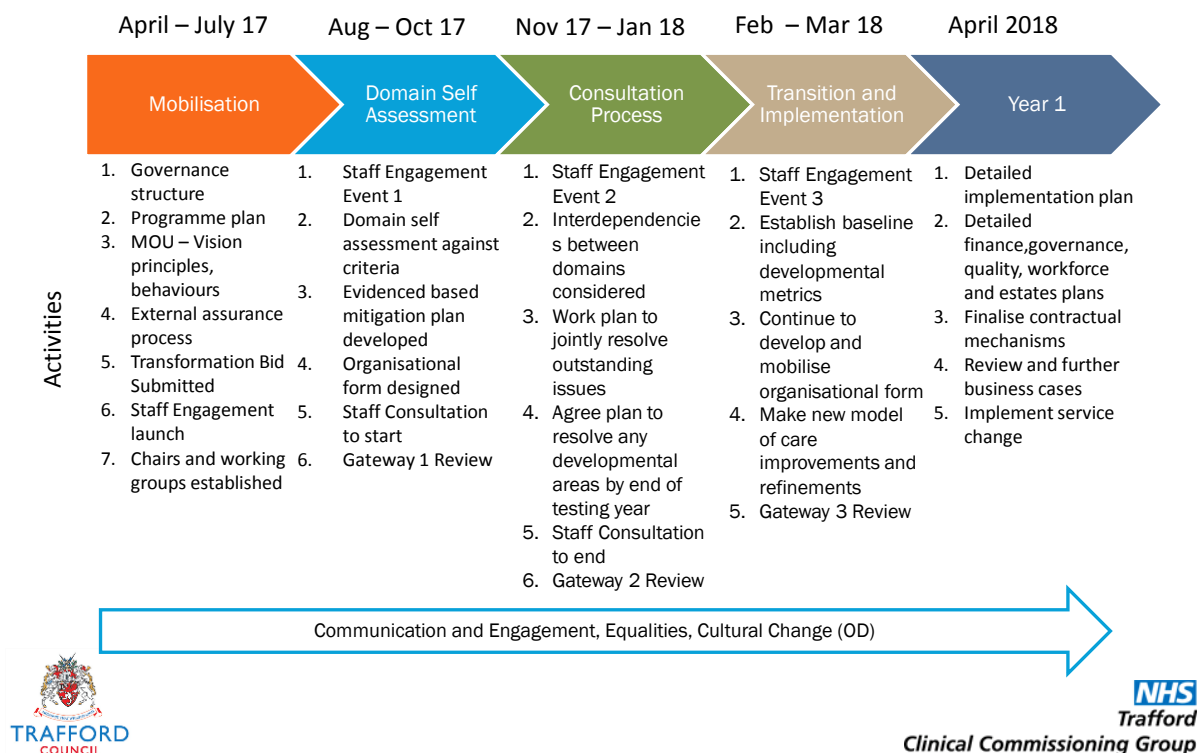 April – July 17
Aug – Oct 17
Nov 17 – Jan 18
Feb – Mar 18
April 2018
Mobilisation
Domain Self
Assessment
Consultation
Process
Transition and
Implementation
Year 1
Activities
1. Governance
structure
2. Programme plan
3. MOU – Vision
principles,
behaviours
4. External assurance
process
5. Transformation Bid
Submitted
6. Staff Engagement
launch
7. Chairs and working
groups established
1. Staff Engagement
Event 1
2. Domain self
assessment against
criteria
3. Evidenced based
mitigation plan
developed
4. Organisational
form designed
5. Staff Consultation
to start
6. Gateway 1 Review
1. Staff Engagement
Event 2
2. Interdependencie
s between
domains
considered
3. Work plan to
jointly resolve
outstanding
issues
4. Agree plan to
resolve any
developmental
areas by end of
testing year
5. Staff Consultation
to end
6. Gateway 2 Review
1. Staff Engagement
Event 3
2. Establish baseline
including
developmental
metrics
3. Continue to
develop and
mobilise
organisational form
4. Make new model
of care
improvements and
refinements
5. Gateway 3 Review
1. Detailed
implementation plan
2. Detailed
finance,governance,
quality, workforce
and estates plans
3. Finalise contractual
mechanisms
4. Review and further
business cases
5. Implement service
change
Communication and Engagement, Equalities, Cultural Change (OD)
TRAFFORD
COUNCIL
NHS
Trafford
Clinical Commissioning Group